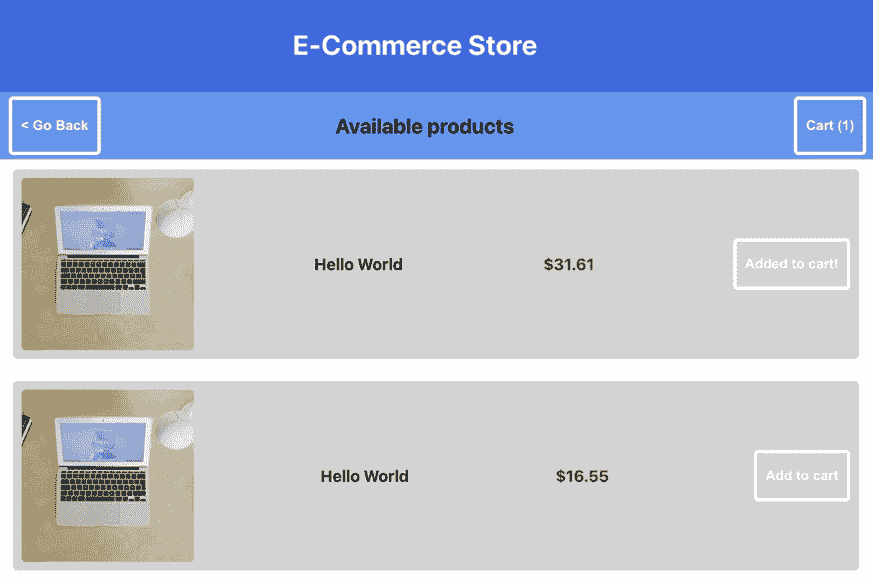 E-Commerce Store
< Go Back
Available products
Cart (1)
Hello World
$31.61
Added to cart!
Hello World
$16.55
Add to cart